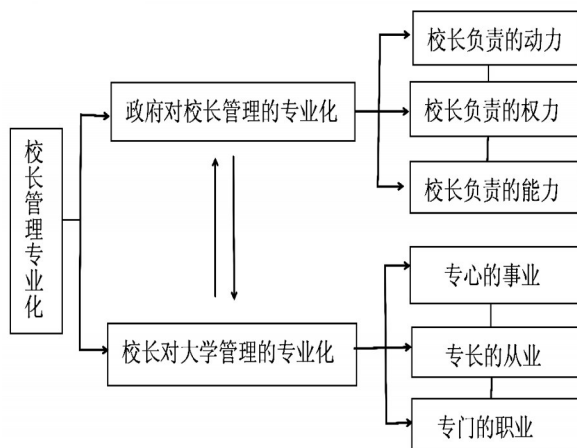 校长管理专业化
政府对校长管理的专业化
校长对大学管理的专业化
校长负责的动力
校长负责的权力
校长负责的能力
专心的事业
专长的从业
专门的职业